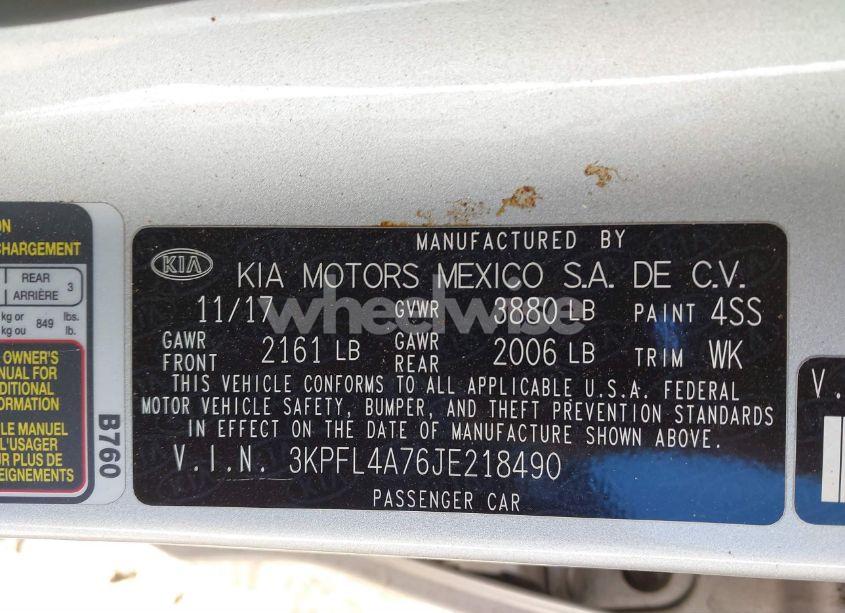 ON
CHARGEMENT
REAR
ARRIÈRE
3
kg or
kg ou
849
lbs.
lb.
OWNER'S
NUAL FOR
DITIONAL
ORMATION
LE MANUEL
L'USAGER
UR PLUS DE
EIGNEMENTS
B760
MANUFACTURED BY
KIA
KIA MOTORS MEXICO S.A. DE C.V.
11/17 GVWR 3880 LB PAINT 4SS
GAWR FRONT 2161 LB GAWR REAR 2006 LB TRIM WK
THIS VEHICLE CONFORMS TO ALL APPLICABLE U.S.A. FEDERAL
MOTOR VEHICLE SAFETY, BUMPER, AND THEFT PREVENTION STANDARDS
IN EFFECT ON THE DATE OF MANUFACTURE SHOWN ABOVE.
V.I.N. 3KPFL4A76JE218490
PASSENGER CAR
V.
wheelwise